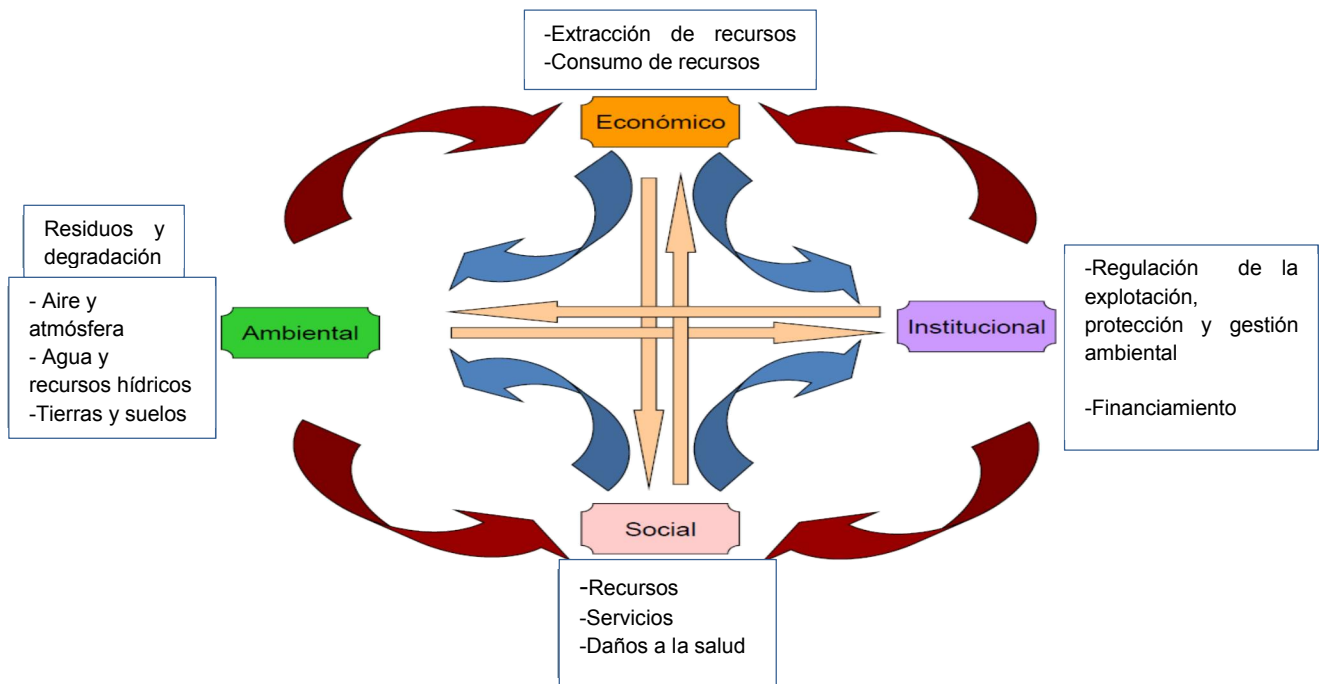 -Extracción de recursos
-Consumo de recursos
Económico
Residuos y
degradación
- Aire y
atmósfera
- Agua y
recursos hídricos
-Tierras y suelos
Ambiental
Institucional
-Regulación de la
explotación,
protección y gestión
ambiental
-Financiamiento
Social
-Recursos
-Servicios
-Daños a la salud